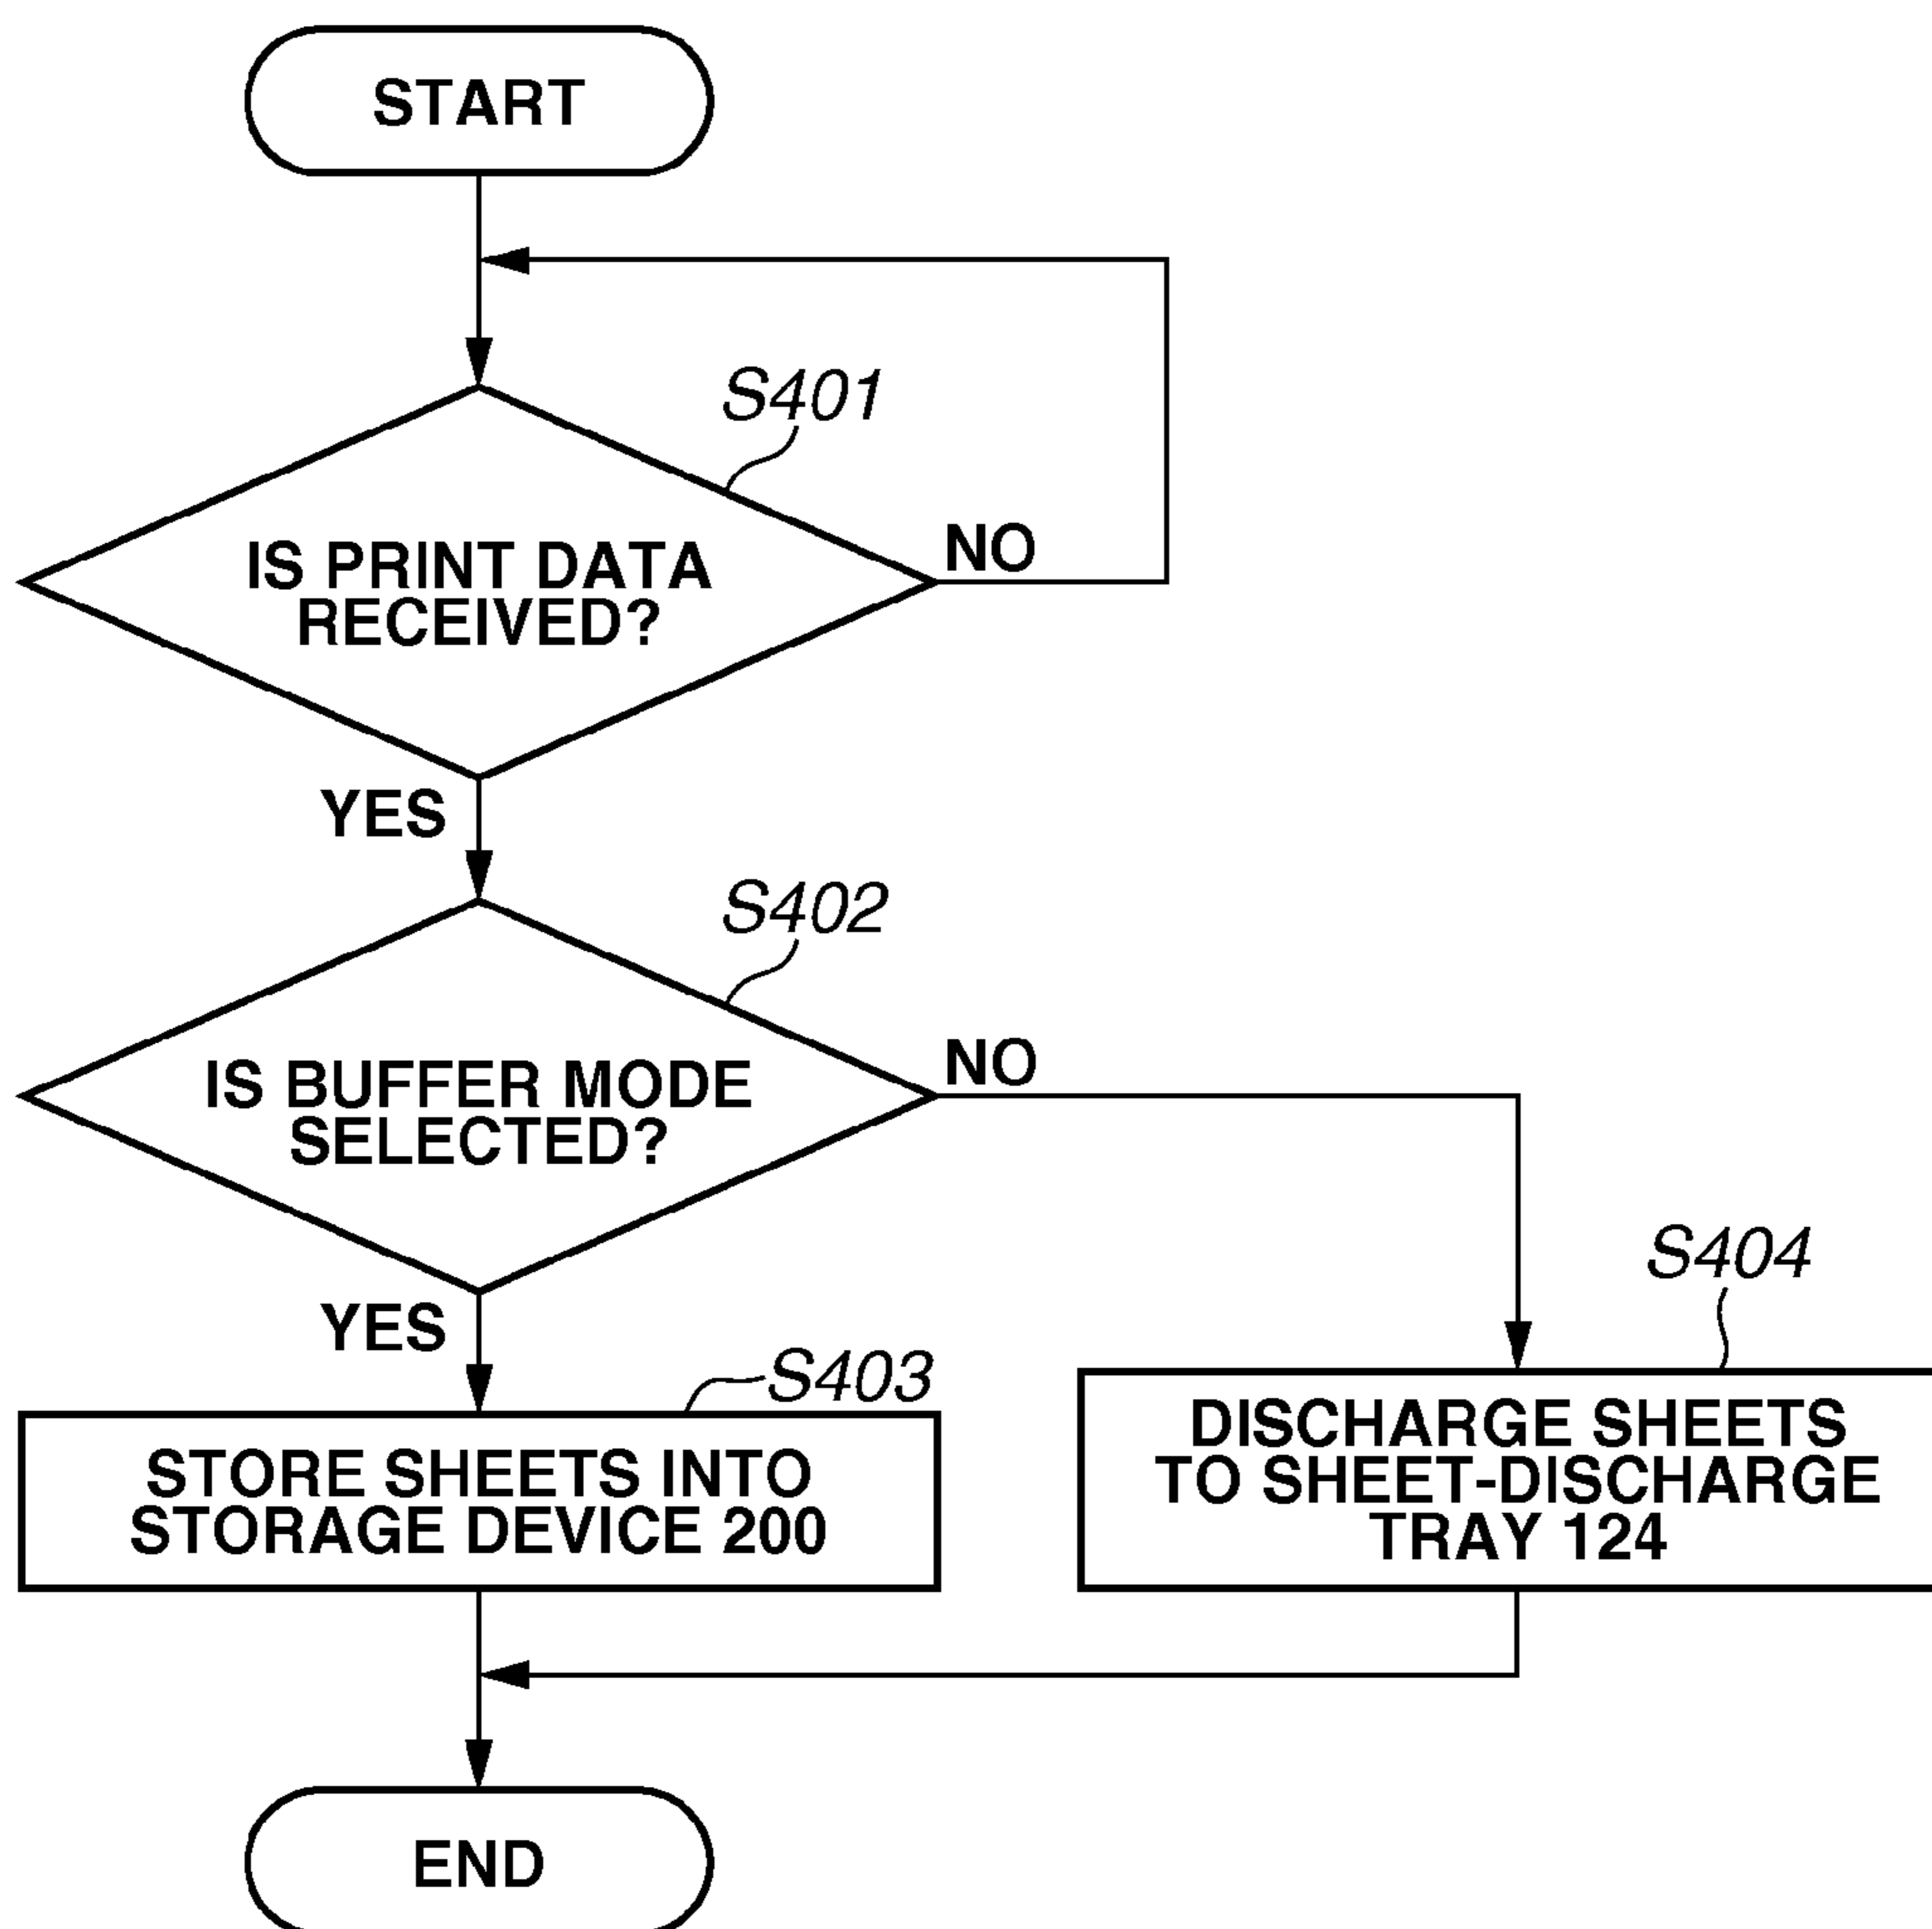 START
S401
IS PRINT DATA
RECEIVED?
NO
YES
S402
IS BUFFER MODE
SELECTED?
NO
YES
S403
STORE SHEETS INTO
STORAGE DEVICE 200
S404
DISCHARGE SHEETS
TO SHEET-DISCHARGE
TRAY 124
END